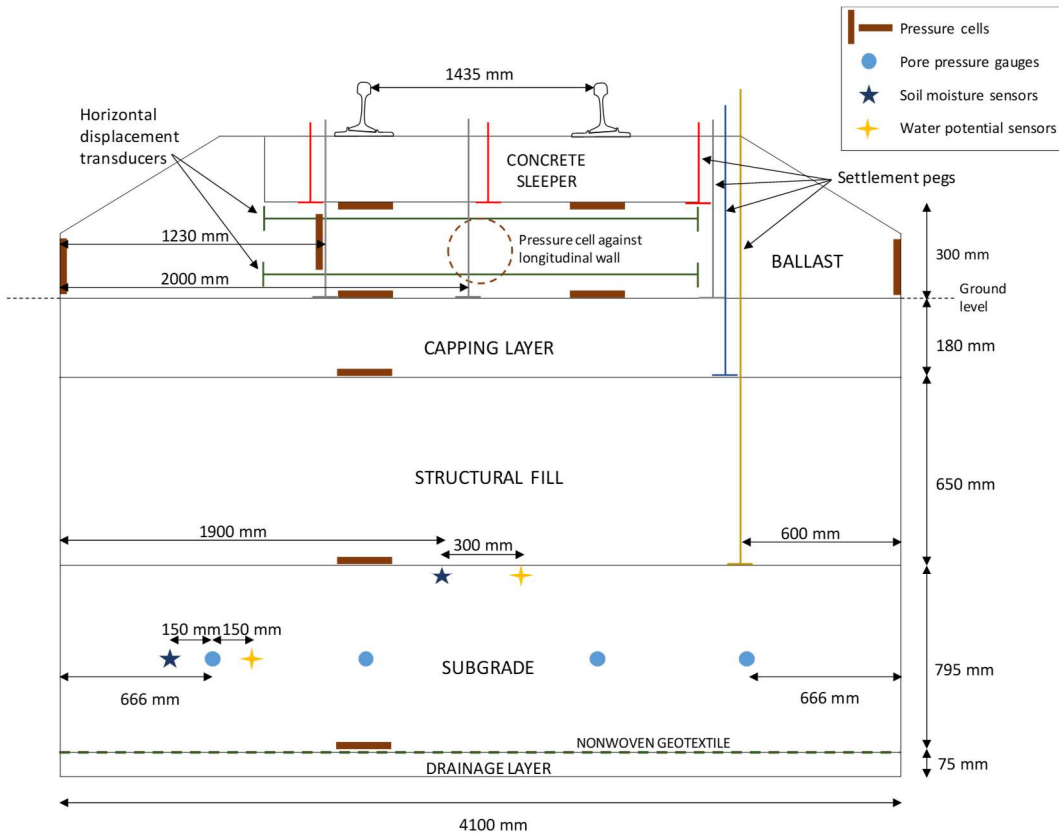 Pressure cells
Pore pressure gauges
Soil moisture sensors
Water potential sensors
1435 mm
Horizontal
displacement
transducers
CONCRETE
SLEEPER
Settlement pegs
1230 mm
Pressure cell against
longitudinal wall
BALLAST
300 mm
2000 mm
Ground
level
CAPPING LAYER
180 mm
STRUCTURAL FILL
650 mm
1900 mm
300 mm
600 mm
150 mm
150 mm
SUBGRADE
795 mm
666 mm
666 mm
NONWOVEN GEOTEXTILE
DRAINAGE LAYER
75 mm
4100 mm